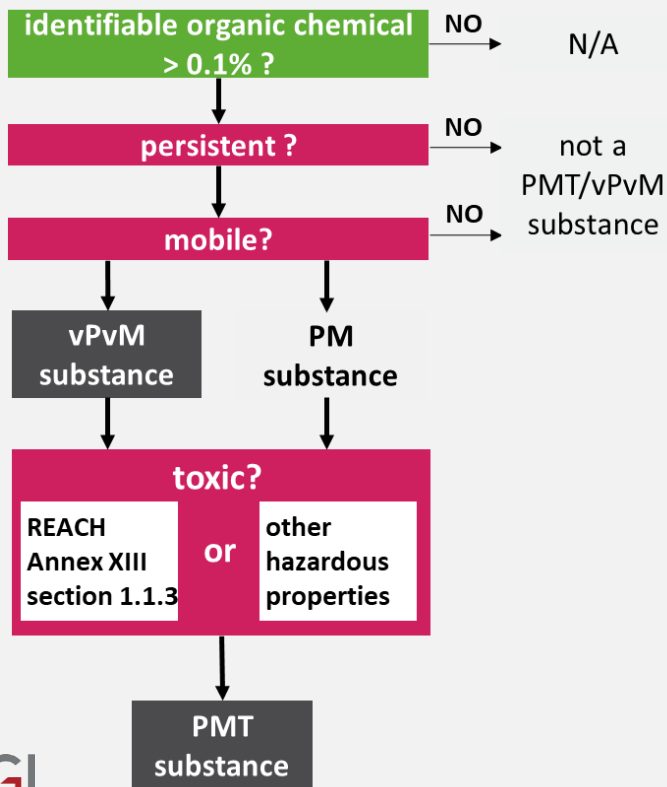 identifiable organic chemical
> 0.1% ?
NO
N/A
persistent ?
NO
not a
PMT/vPvM
substance
mobile?
NO
vPvM
substance
PM
substance
toxic?
REACH
Annex XIII
section 1.1.3
or
other
hazardous
properties
PMT
substance